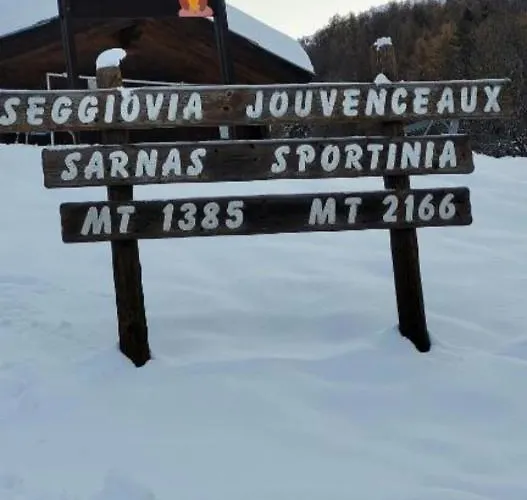 SEGGIOVIA JOUVENCEAUX
SARNAS SPORTINIA
MT 1385 MT 2166